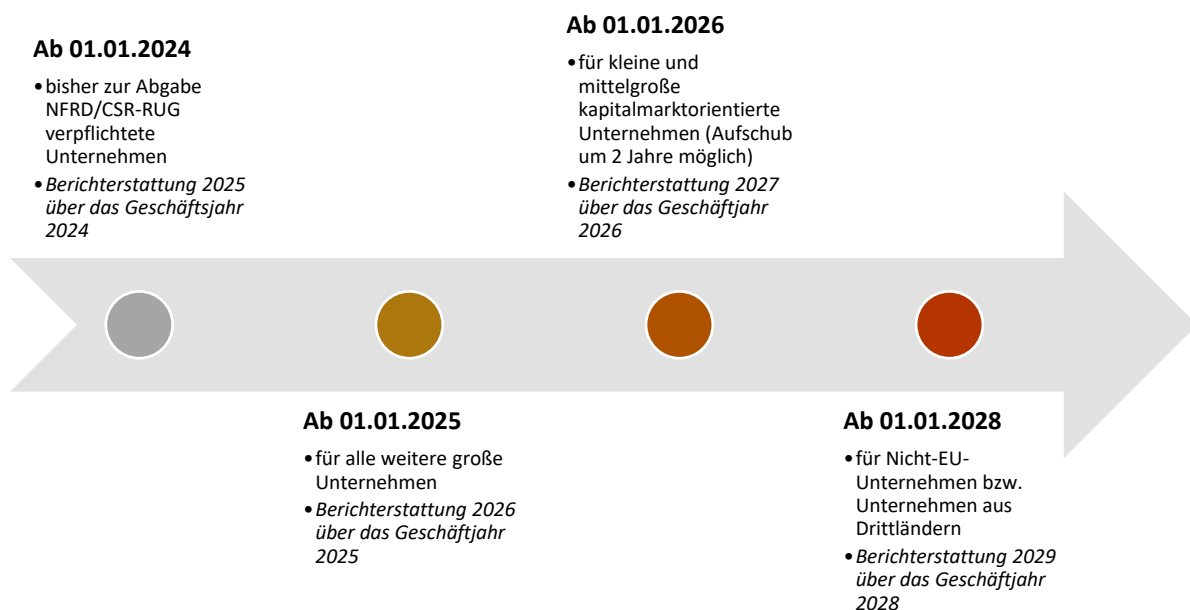 Ab 01.01.2024
•bisher zur Abgabe
NFRD/CSR-RUG
verpflichtete
Unternehmen
•Berichterstattung 2025
über das Geschäftsjahr
2024
Ab 01.01.2025
•für alle weitere große
Unternehmen
•Berichterstattung 2026
über das Geschäftjahr
2025
Ab 01.01.2026
•für kleine und
mittelgroße
kapitalmarktorientierte
Unternehmen (Aufschub
um 2 Jahre möglich)
•Berichterstattung 2027
über das Geschäftjahr
2026
Ab 01.01.2028
•für Nicht-EU-
Unternehmen bzw.
Unternehmen aus
Drittländern
•Berichterstattung 2029
über das Geschäftjahr
2028